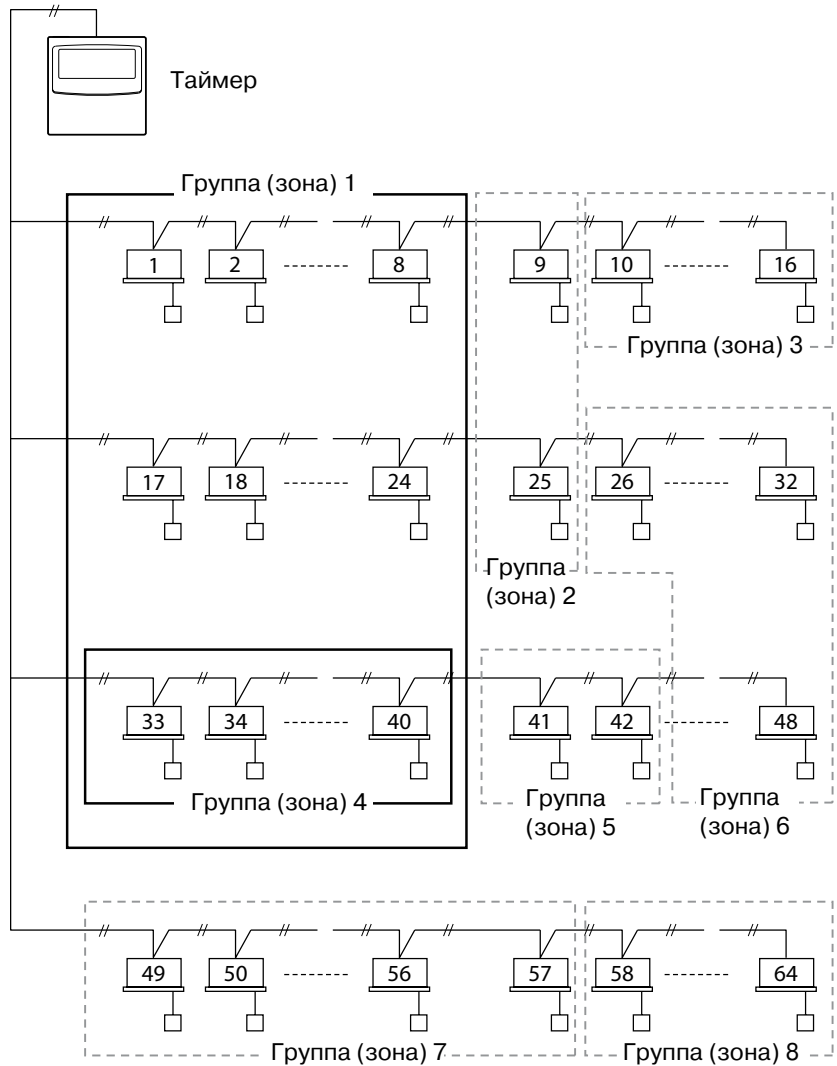 Таймер
Группа (зона) 1
1 2 8 9 10 16
Группа (зона) 3
17 18 24 25 26 32
Группа
(зона) 2
33 34 40 41 42 48
Группа (зона) 4
Группа
(зона) 5
Группа
(зона) 6
49 50 56 57 58 64
Группа (зона) 7
Группа (зона) 8